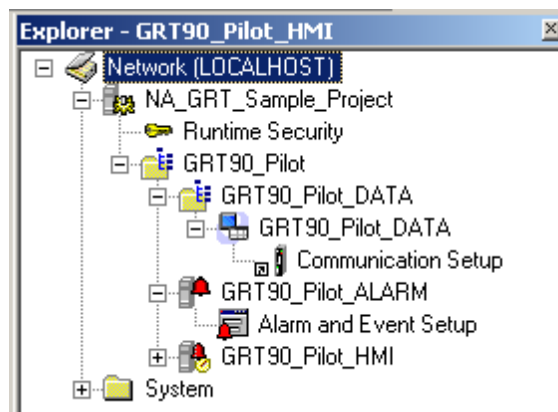 Explorer - GRT90_Pilot_HMI
Network (LOCALHOST)
NA_GRT_Sample_Project
Runtime Security
GRT90_Pilot
GRT90_Pilot_DATA
GRT90_Pilot_DATA
Communication Setup
GRT90_Pilot_ALARM
Alarm and Event Setup
GRT90_Pilot_HMI
System